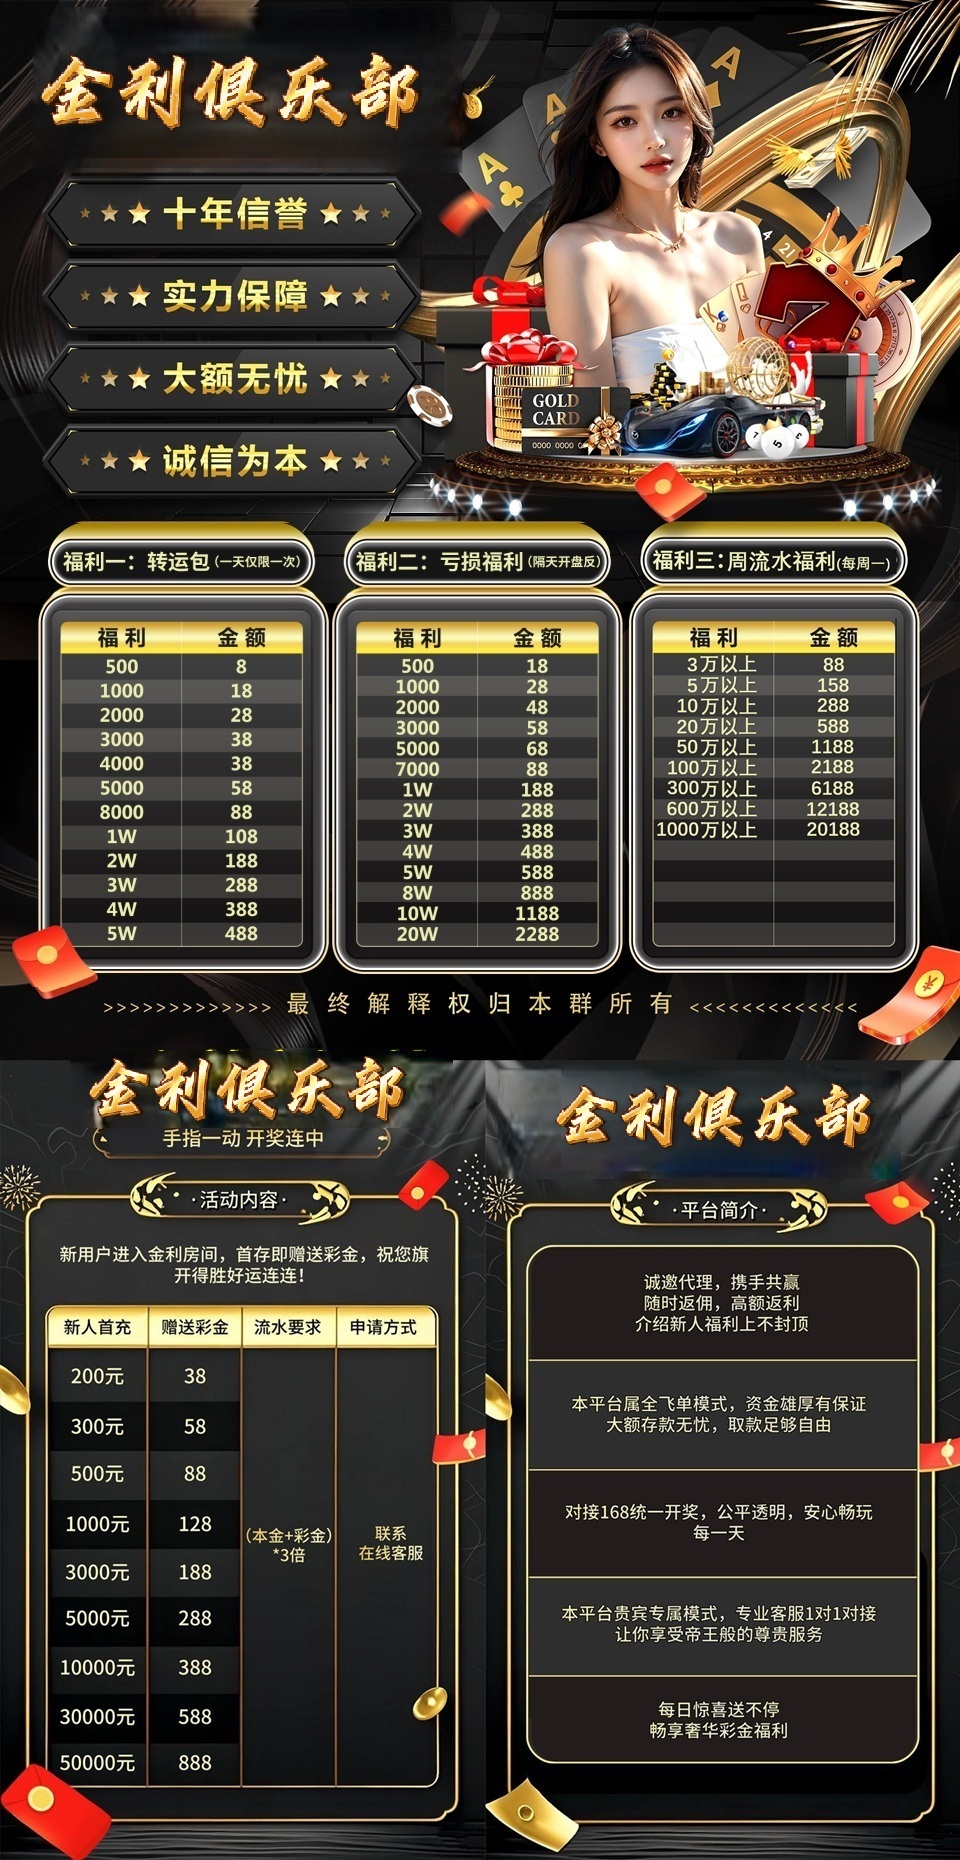 金利俱乐部
十年信誉
实力保障
大额无忧
诚信为本
A
A
A
GOLD
CARD
福利一：转运包(一天仅限一次)
福利 金额
500 8
1000 18
2000 28
3000 38
4000 38
5000 58
8000 88
1W 108
2W 188
3W 288
4W 388
5W 488
福利二：亏损福利(隔天开盘反)
福利 金额
500 18
1000 28
2000 48
3000 58
5000 68
7000 88
1W 188
2W 288
3W 388
4W 488
5W 588
8W 888
10W 1188
20W 2288
福利三:周流水福利(每周一)
福利 金额
3万以上 88
5万以上 158
10万以上 288
20万以上 588
50万以上 1188
100万以上 2188
300万以上 6188
600万以上 12188
1000万以上 20188
>>>>>>>>>>>>> 最终解释权归本群所有 <<<<<<<<<<<<<
金利俱乐部
手指一动 开奖连中
·活动内容·
新用户进入金利房间，首存即赠送彩金，祝您旗
开得胜好运连连！
新人首充 赠送彩金 流水要求 申请方式
200元 38
300元 58
500元 88
1000元 128
3000元 188
5000元 288
10000元 388
30000元 588
50000元 888
（本金+彩金）
*3倍
联系
在线客服
金利俱乐部
·平台简介·
诚邀代理，携手共赢
随时返佣，高额返利
介绍新人福利上不封顶
本平台属全飞单模式，资金雄厚有保证
大额存款无忧，取款足够自由
对接168统一开奖，公平透明，安心畅玩
每一天
本平台贵宾专属模式，专业客服1对1对接
让你享受帝王般的尊贵服务
每日惊喜送不停
畅享奢华彩金福利